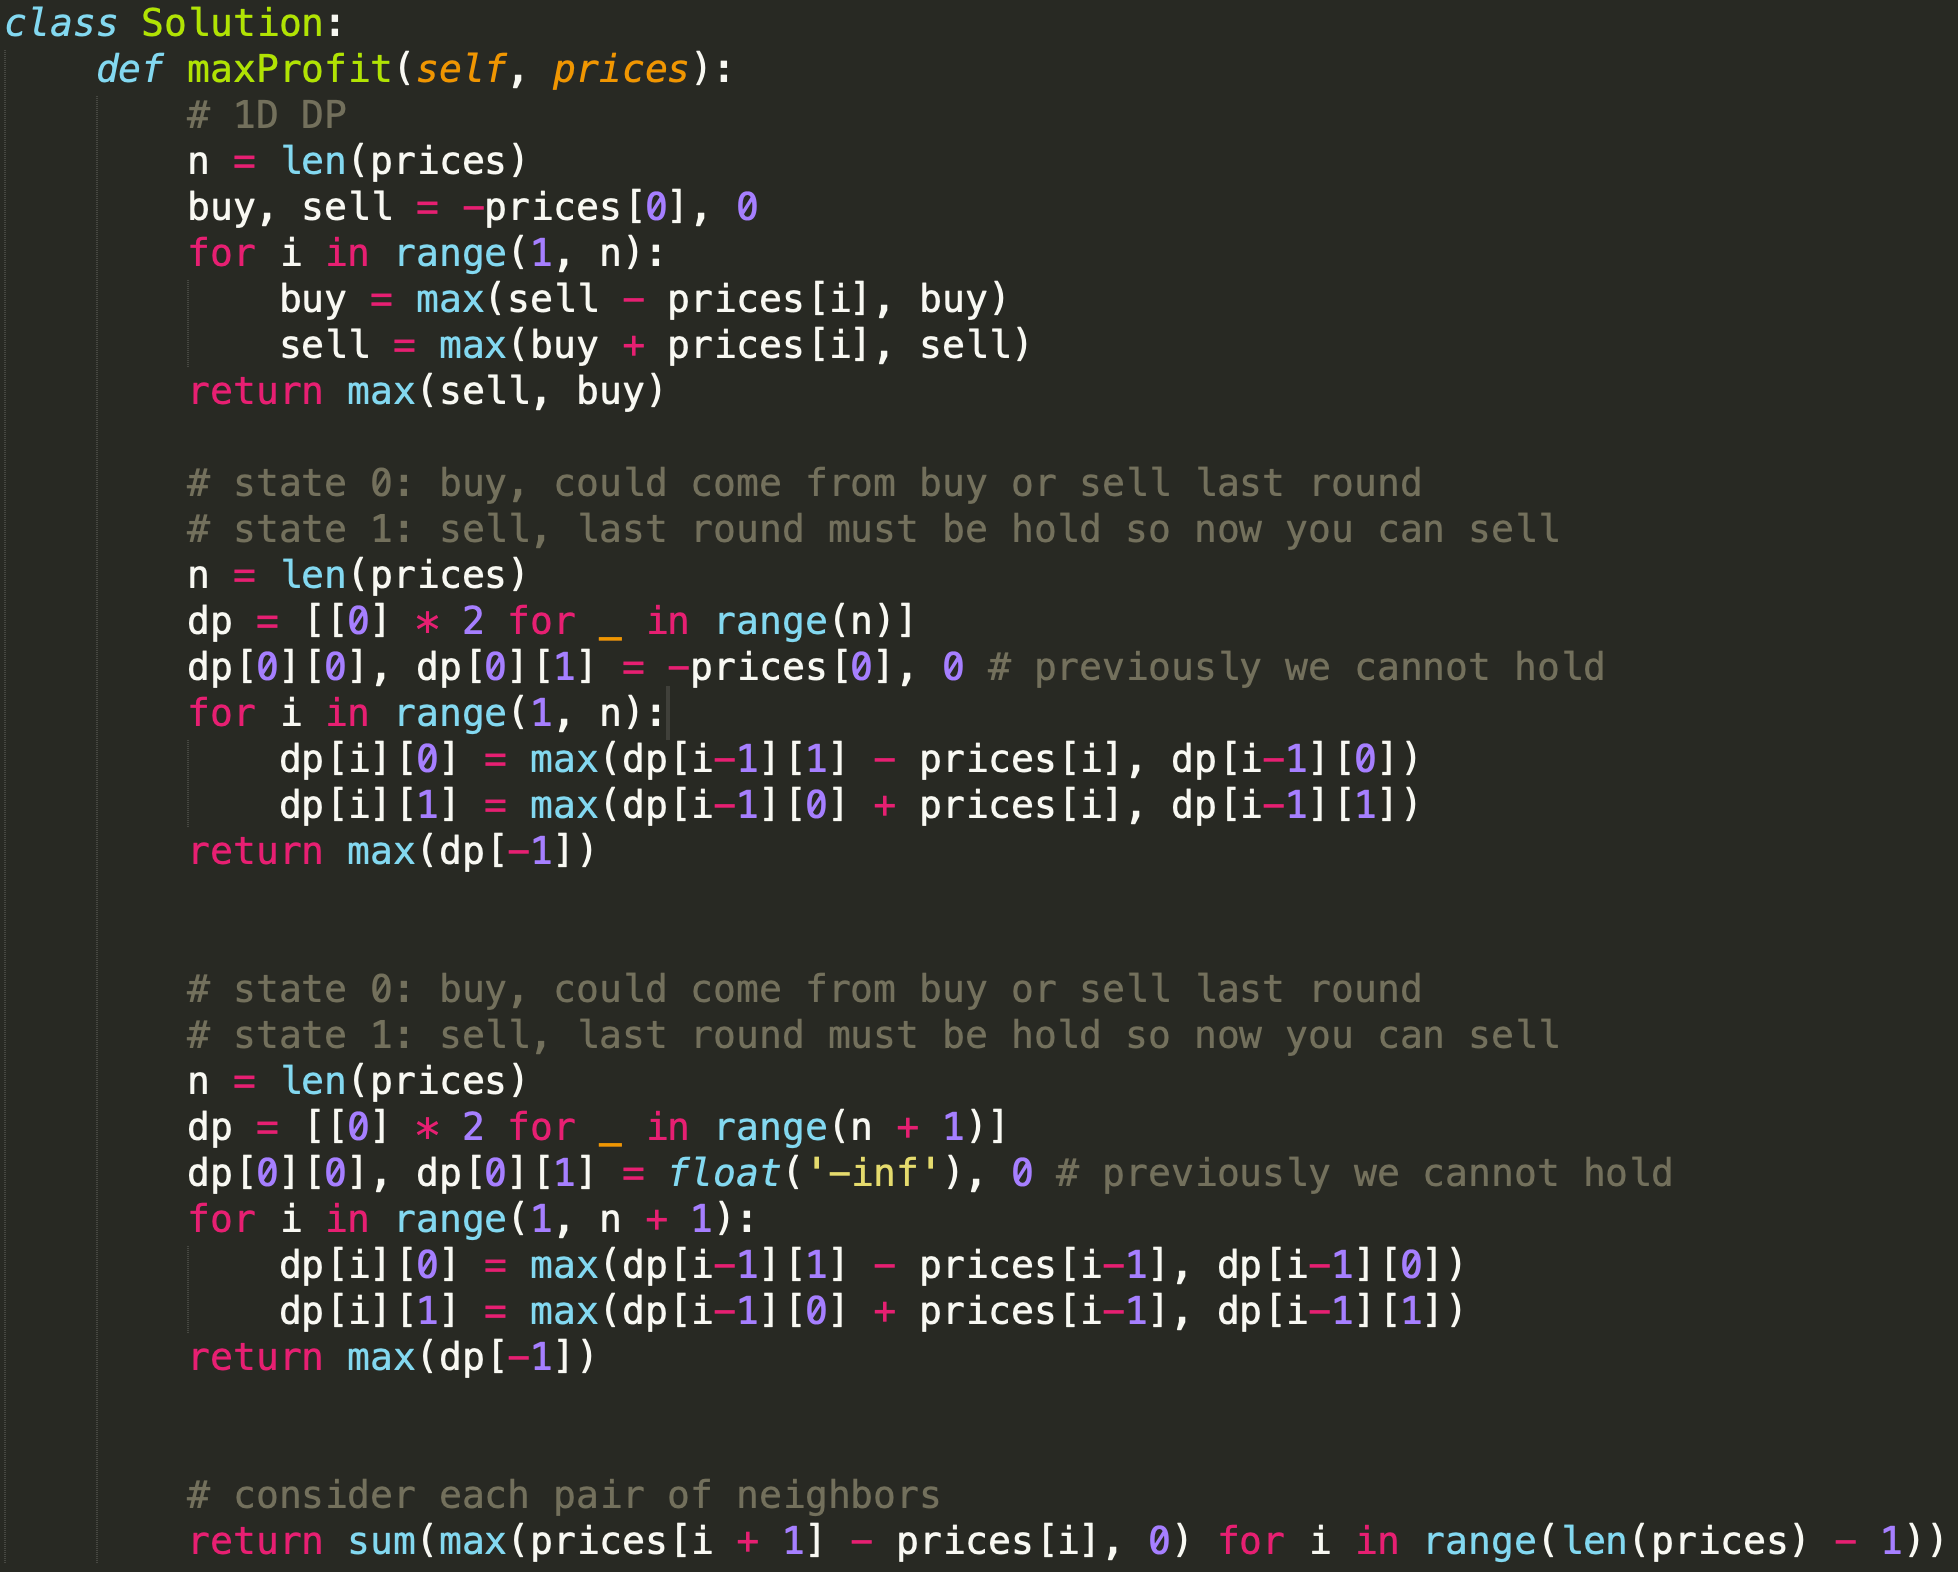 class Solution:
    def maxProfit(self, prices):
        # 1D DP
        n = len(prices)
        buy, sell = -prices[0], 0
        for i in range(1, n):
            buy = max(sell - prices[i], buy)
            sell = max(buy + prices[i], sell)
        return max(sell, buy)

        # state 0: buy, could come from buy or sell last round
        # state 1: sell, last round must be hold so now you can sell
        n = len(prices)
        dp = [[0] * 2 for _ in range(n)]
        dp[0][0], dp[0][1] = -prices[0], 0 # previously we cannot hold
        for i in range(1, n):
            dp[i][0] = max(dp[i-1][1] - prices[i], dp[i-1][0])
            dp[i][1] = max(dp[i-1][0] + prices[i], dp[i-1][1])
        return max(dp[-1])

        # state 0: buy, could come from buy or sell last round
        # state 1: sell, last round must be hold so now you can sell
        n = len(prices)
        dp = [[0] * 2 for _ in range(n + 1)]
        dp[0][0], dp[0][1] = float('-inf'), 0 # previously we cannot hold
        for i in range(1, n + 1):
            dp[i][0] = max(dp[i-1][1] - prices[i-1], dp[i-1][0])
            dp[i][1] = max(dp[i-1][0] + prices[i-1], dp[i-1][1])
        return max(dp[-1])

        # consider each pair of neighbors
        return sum(max(prices[i + 1] - prices[i], 0) for i in range(len(prices) - 1))